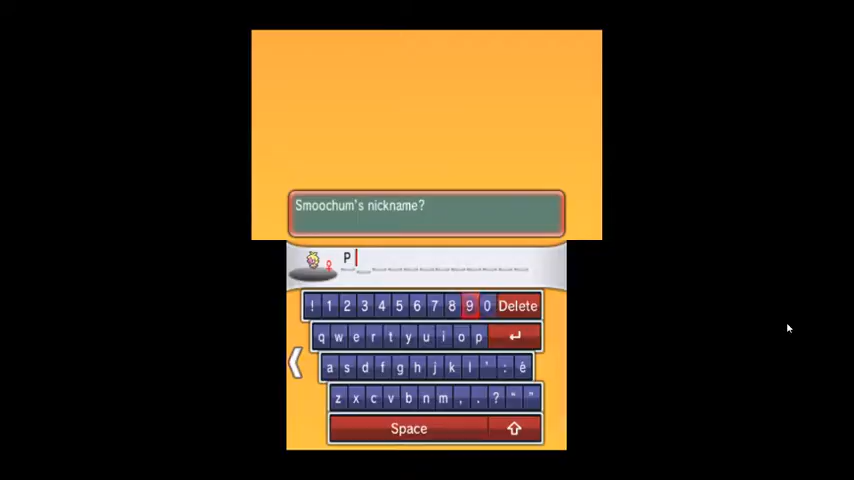 Smoochum's nickname?
P
! 1 2 3 4 5 6 7 8 9 0 Delete
q w e r t y u i o p
a s d f g h j k l ' : é
z x c v b n m , . ? “ ”
Space